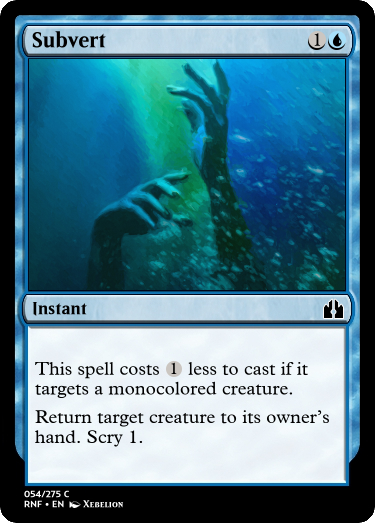 Subvert 1
Instant
This spell costs 1 less to cast if it
targets a monocolored creature.
Return target creature to its owner's
hand. Scry 1.
054/275 C
RNF • EN Xebelion